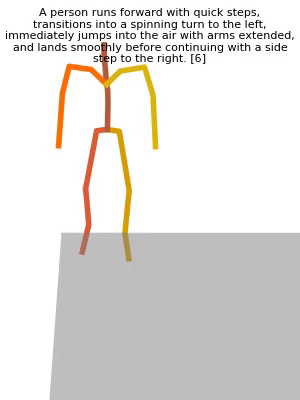 A person runs forward with quick steps,
transitions into a spinning turn to the left,
immediately jumps into the air with arms extended,
and lands smoothly before continuing with a side
step to the right. [6]